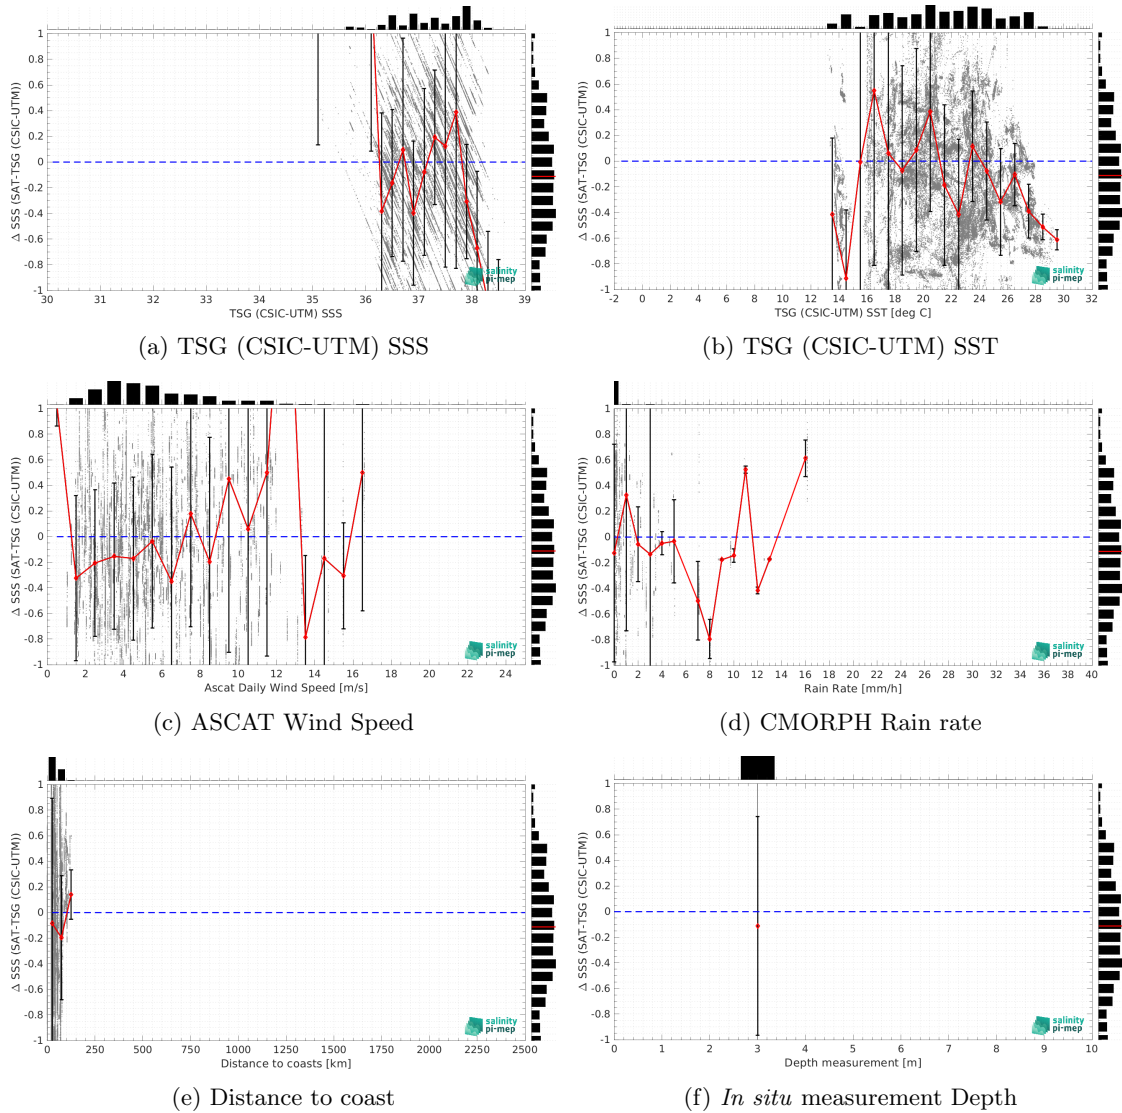 Δ SSS (SAT-TSG (CSIC-UTM))
1
0.8
0.6
0.4
0.2
0
-0.2
-0.4
-0.6
-0.8
-1
30 31 32 33 34 35 36 37 38 39
TSG (CSIC-UTM) SSS
salinity
pi-mep
(a) TSG (CSIC-UTM) SSS
Δ SSS (SAT-TSG (CSIC-UTM))
1
0.8
0.6
0.4
0.2
0
-0.2
-0.4
-0.6
-0.8
-1
-2 0 2 4 6 8 10 12 14 16 18 20 22 24 26 28 30 32
TSG (CSIC-UTM) SST [deg C]
salinity
pi-mep
(b) TSG (CSIC-UTM) SST
Δ SSS (SAT-TSG (CSIC-UTM))
1
0.8
0.6
0.4
0.2
0
-0.2
-0.4
-0.6
-0.8
-1
0 2 4 6 8 10 12 14 16 18 20 22 24
Ascat Daily Wind Speed [m/s]
salinity
pi-mep
(c) ASCAT Wind Speed
Δ SSS (SAT-TSG (CSIC-UTM))
1
0.8
0.6
0.4
0.2
0
-0.2
-0.4
-0.6
-0.8
-1
0 2 4 6 8 10 12 14 16 18 20 22 24 26 28 30 32 34 36 38 40
Rain Rate [mm/h]
salinity
pi-mep
(d) CMORPH Rain rate
Δ SSS (SAT-TSG (CSIC-UTM))
1
0.8
0.6
0.4
0.2
0
-0.2
-0.4
-0.6
-0.8
-1
0 250 500 750 1000 1250 1500 1750 2000 2250 2500
Distance to coasts [km]
salinity
pi-mep
(e) Distance to coast
Δ SSS (SAT-TSG (CSIC-UTM))
1
0.8
0.6
0.4
0.2
0
-0.2
-0.4
-0.6
-0.8
-1
0 1 2 3 4 5 6 7 8 9 10
Depth measurement [m]
salinity
pi-mep
(f) In situ measurement Depth